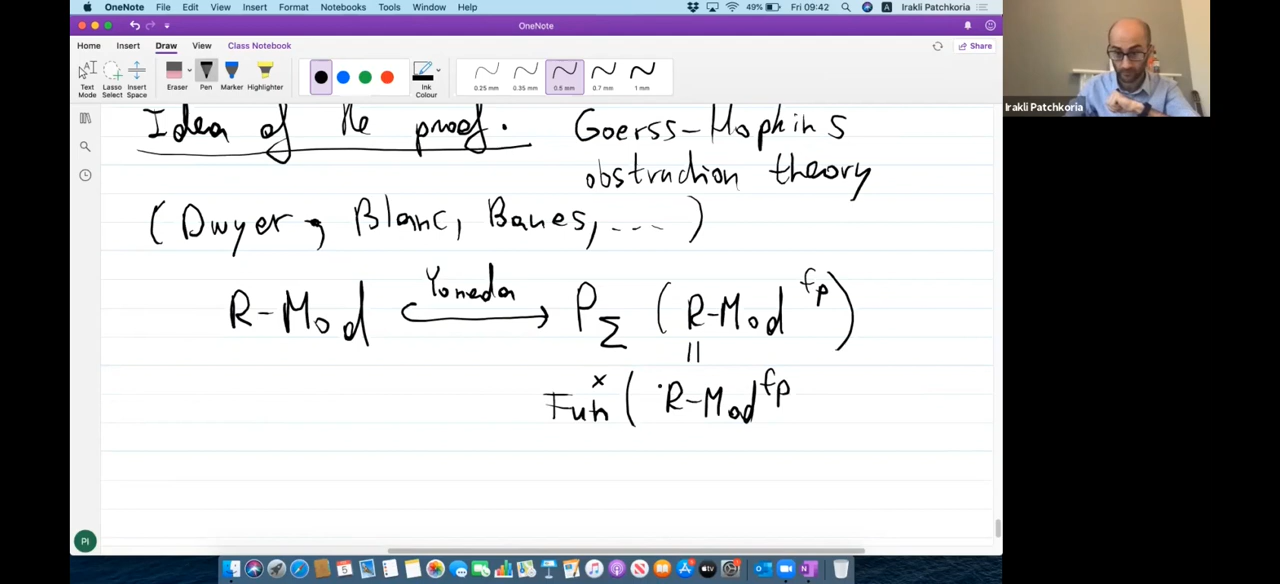 OneNote File Edit View Insert Format Notebooks Tools Window Help 49% Fri 09:42 Irakli Patchkoria
OneNote
Home Insert Draw View Class Notebook Share
Text Mode Lasso Select Insert Space Eraser Pen Marker Highlighter 0.25 mm 0.35 mm 0.5 mm 0.7 mm 1 mm Ink Colour
Irakli Patchkoria
Idea of the proof. Goerss-Hopkins
obstruction theory
(Dwyer, Blanc, Baues, ....)
R-Mod Yoneda ↪ P_Σ (R-Mod^fp)
||
Fun^× ( R-Mod^fp
PI